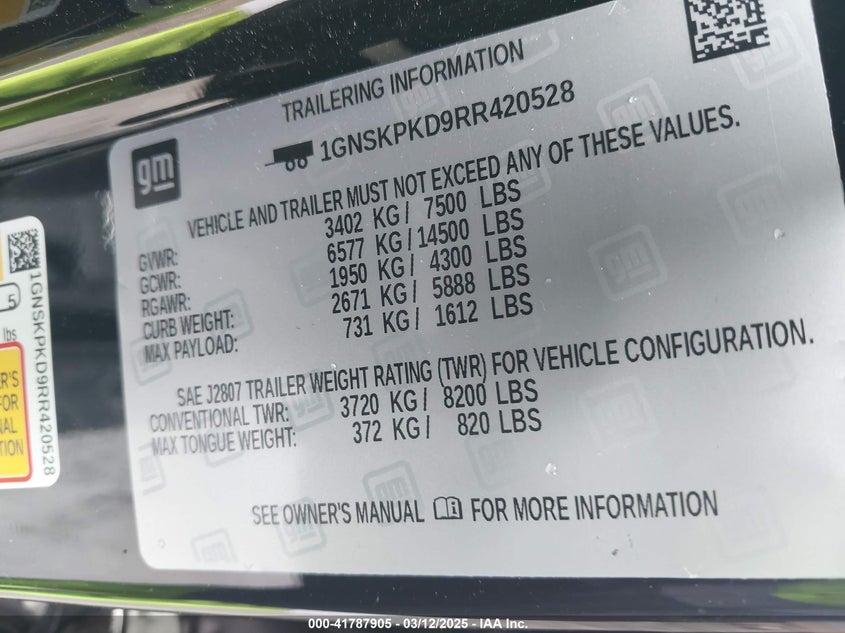 TRAILERING INFORMATION
1GNSKPKD9RR420528
gm
VEHICLE AND TRAILER MUST NOT EXCEED ANY OF THESE VALUES.
GVWR: 3402 KG/ 7500 LBS
GCWR: 6577 KG/14500 LBS
RGAWR: 1950 KG/ 4300 LBS
CURB WEIGHT: 2671 KG/ 5888 LBS
MAX PAYLOAD: 731 KG/ 1612 LBS
SAE J2807 TRAILER WEIGHT RATING (TWR) FOR VEHICLE CONFIGURATION.
CONVENTIONAL TWR: 3720 KG/ 8200 LBS
MAX TONGUE WEIGHT: 372 KG/ 820 LBS
SEE OWNER'S MANUAL FOR MORE INFORMATION
1GNSKPKD9RR420528
5
lbs
FOR
000-41787905 - 03/12/2025 - IAA Inc.